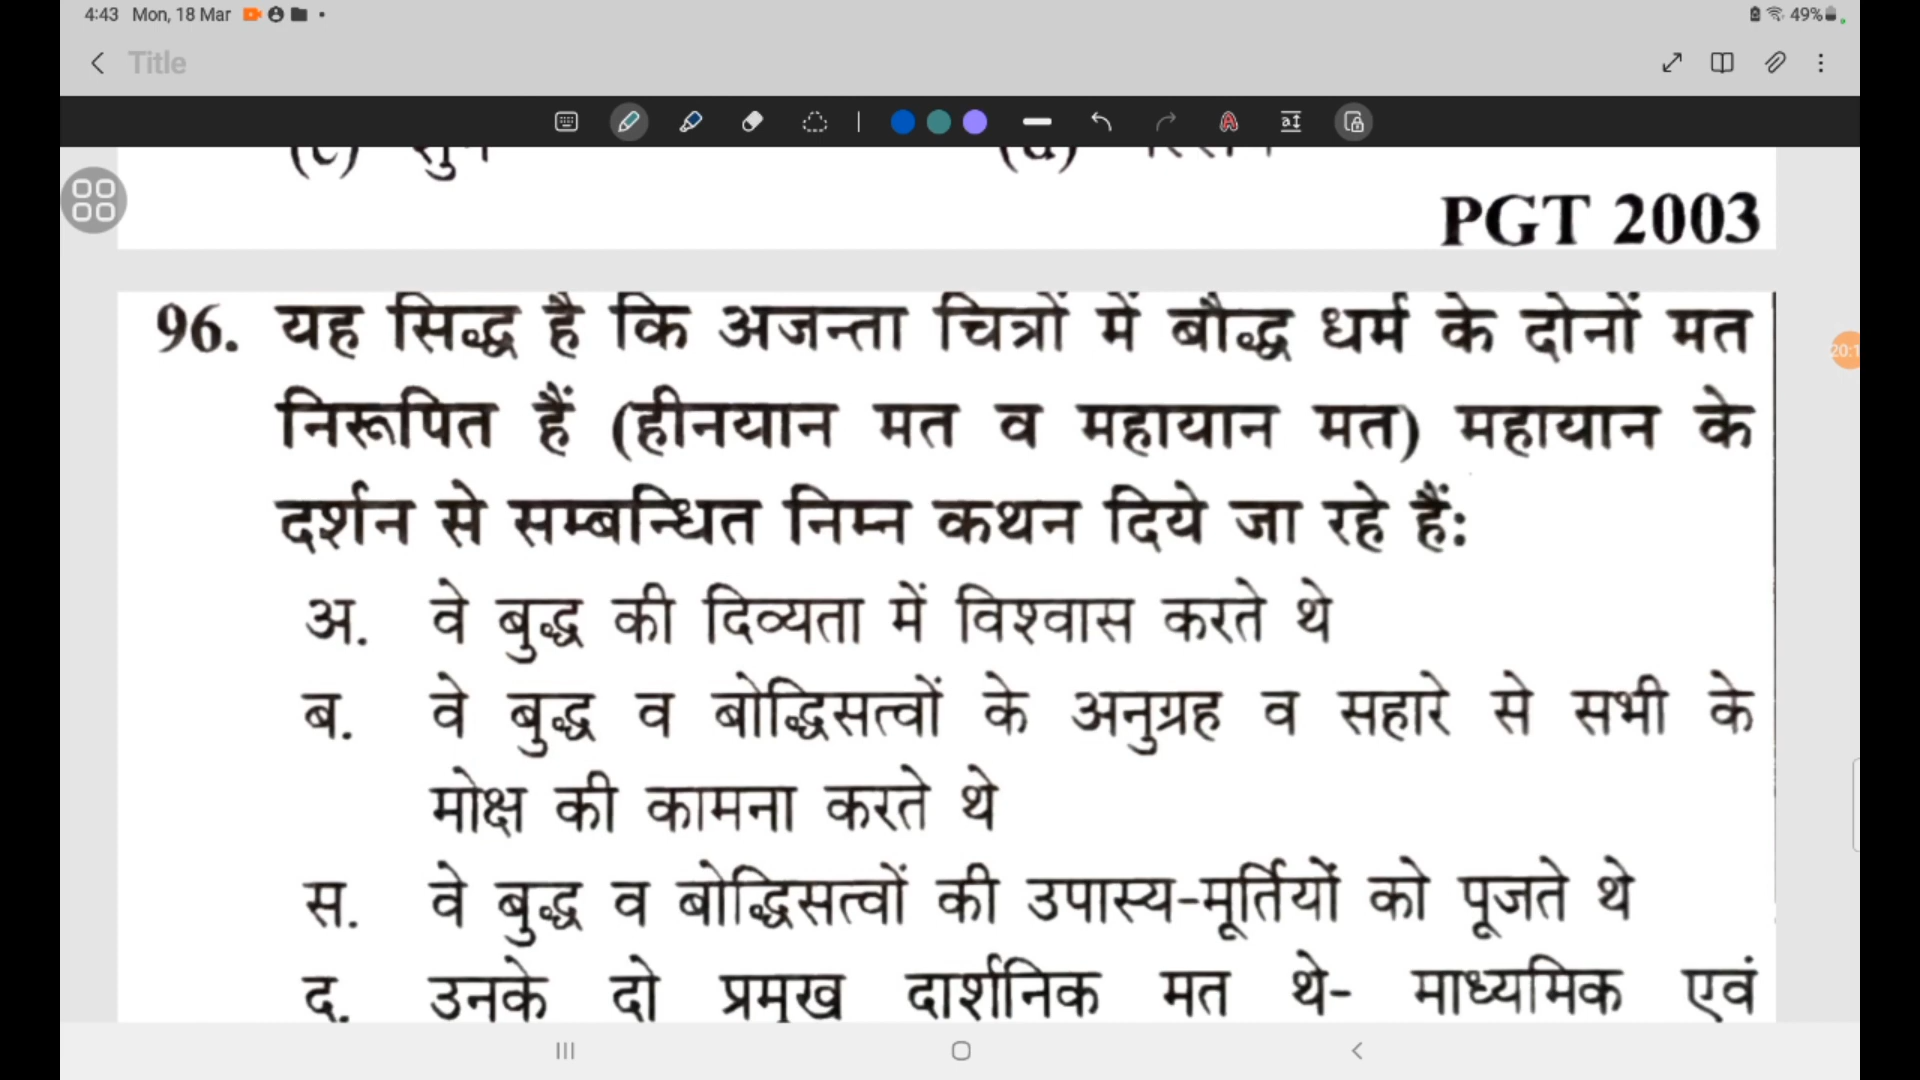 4:43 Mon, 18 Mar
49%
Title
PGT 2003
96. यह सिद्ध है कि अजन्ता चित्रों में बौद्ध धर्म के दोनों मत
निरूपित हैं (हीनयान मत व महायान मत) महायान के
दर्शन से सम्बन्धित निम्न कथन दिये जा रहे हैं:
अ. वे बुद्ध की दिव्यता में विश्वास करते थे
ब. वे बुद्ध व बोद्धिसत्वों के अनुग्रह व सहारे से सभी के
मोक्ष की कामना करते थे
स. वे बुद्ध व बोद्धिसत्वों की उपास्य-मूर्तियों को पूजते थे
द. उनके दो प्रमुख दार्शनिक मत थे- माध्यमिक एवं